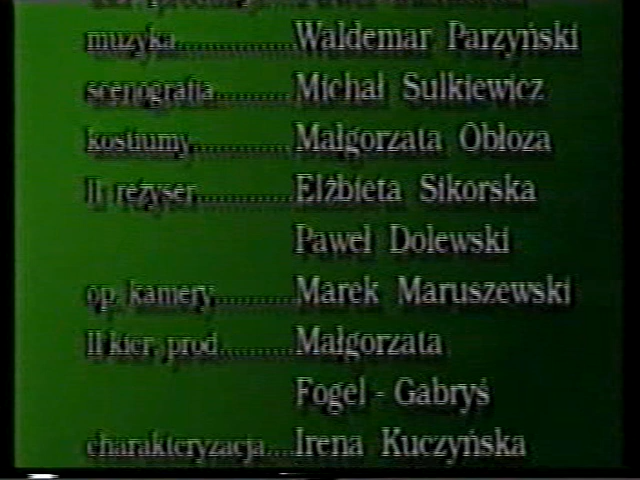 muzyka..............Waldemar Parzyński
scenografia.........Michał Sulkiewicz
kostiumy............Małgorzata Obłoza
II reżyser............Elżbieta Sikorska
Paweł Dolewski
op. kamery.........Marek Maruszewski
II kier. prod.........Małgorzata
Fogel - Gabryś
charakteryzacja....Irena Kuczyńska